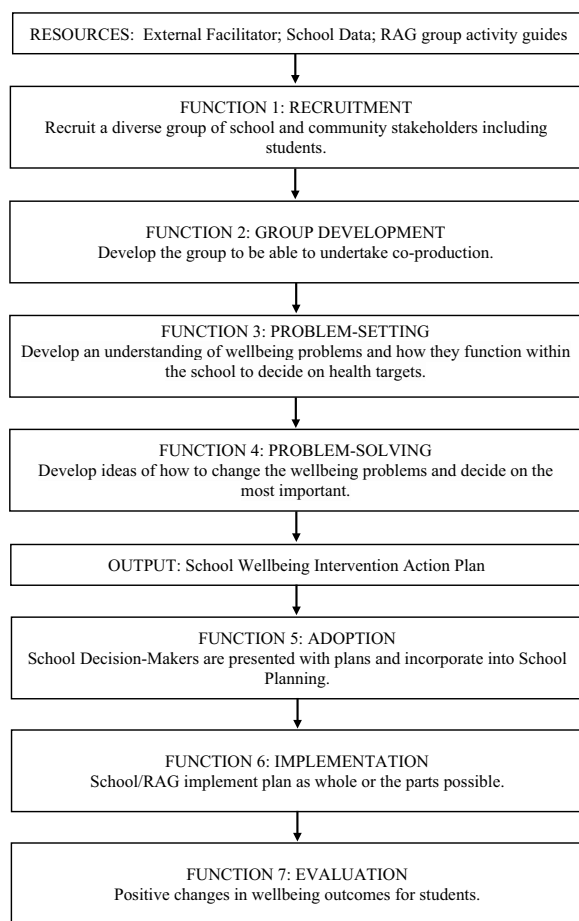 RESOURCES: External Facilitator; School Data; RAG group activity guides
FUNCTION 1: RECRUITMENT
Recruit a diverse group of school and community stakeholders including
students.
FUNCTION 2: GROUP DEVELOPMENT
Develop the group to be able to undertake co-production.
FUNCTION 3: PROBLEM-SETTING
Develop an understanding of wellbeing problems and how they function within
the school to decide on health targets.
FUNCTION 4: PROBLEM-SOLVING
Develop ideas of how to change the wellbeing problems and decide on the
most important.
OUTPUT: School Wellbeing Intervention Action Plan
FUNCTION 5: ADOPTION
School Decision-Makers are presented with plans and incorporate into School
Planning.
FUNCTION 6: IMPLEMENTATION
School/RAG implement plan as whole or the parts possible.
FUNCTION 7: EVALUATION
Positive changes in wellbeing outcomes for students.